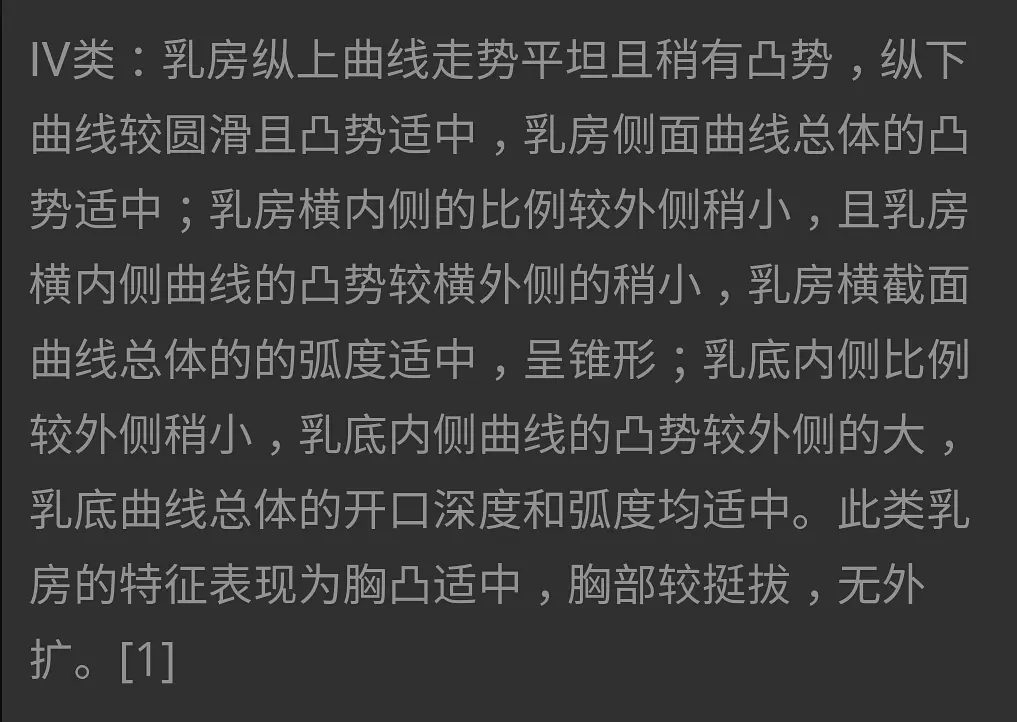 IV类：乳房纵上曲线走势平坦且稍有凸势，纵下
曲线较圆滑且凸势适中，乳房侧面曲线总体的凸
势适中；乳房横内侧的比例较外侧稍小，且乳房
横内侧曲线的凸势较横外侧的稍小，乳房横截面
曲线总体的的弧度适中，呈锥形；乳底内侧比例
较外侧稍小，乳底内侧曲线的凸势较外侧的大，
乳底曲线总体的开口深度和弧度均适中。此类乳
房的特征表现为胸凸适中，胸部较挺拔，无外
扩。[1]